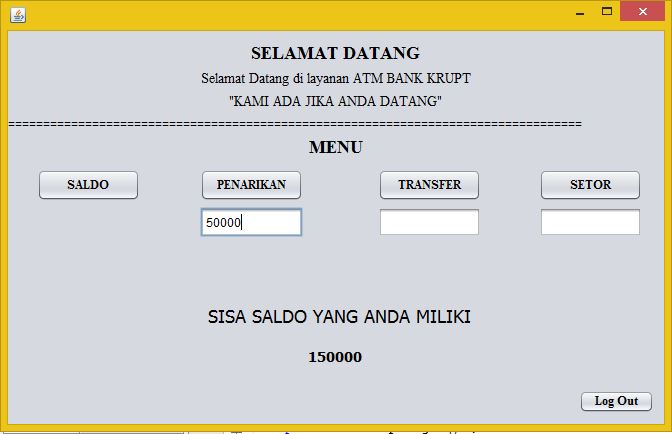 SELAMAT DATANG
Selamat Datang di layanan ATM BANK KRUPT
"KAMI ADA JIKA ANDA DATANG"
==================================================================================
MENU
SALDO PENARIKAN TRANSFER SETOR
50000
SISA SALDO YANG ANDA MILIKI
150000
Log Out